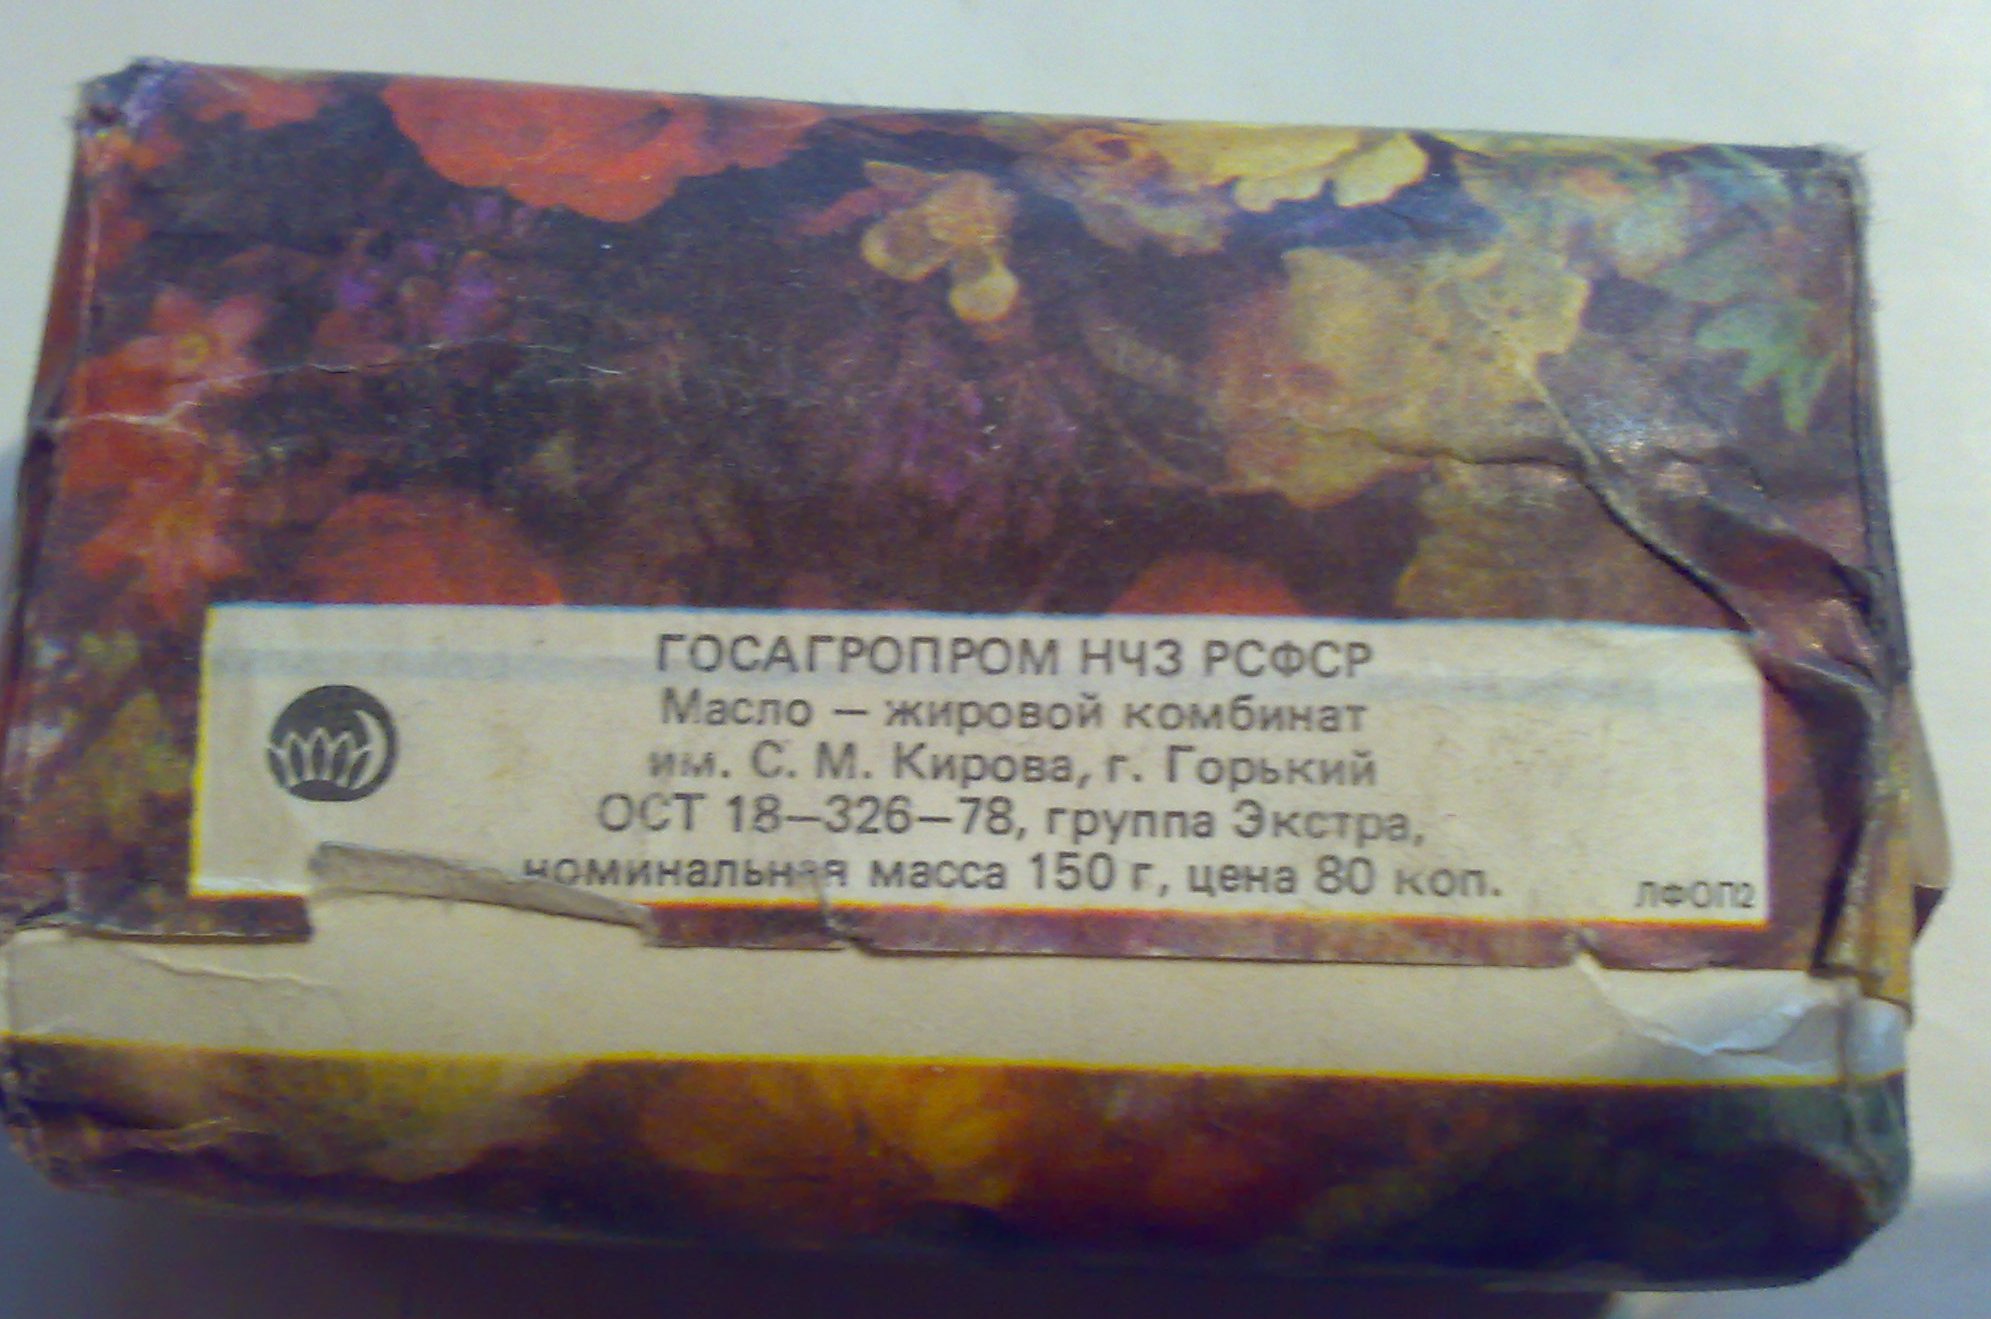 ГОСАГРОПРОМ НЧЗ РСФСР
Масло – жировой комбинат
им. С. М. Кирова, г. Горький
ОСТ 18–326–78, группа Экстра,
номинальная масса 150 г, цена 80 коп.
ЛФОП2